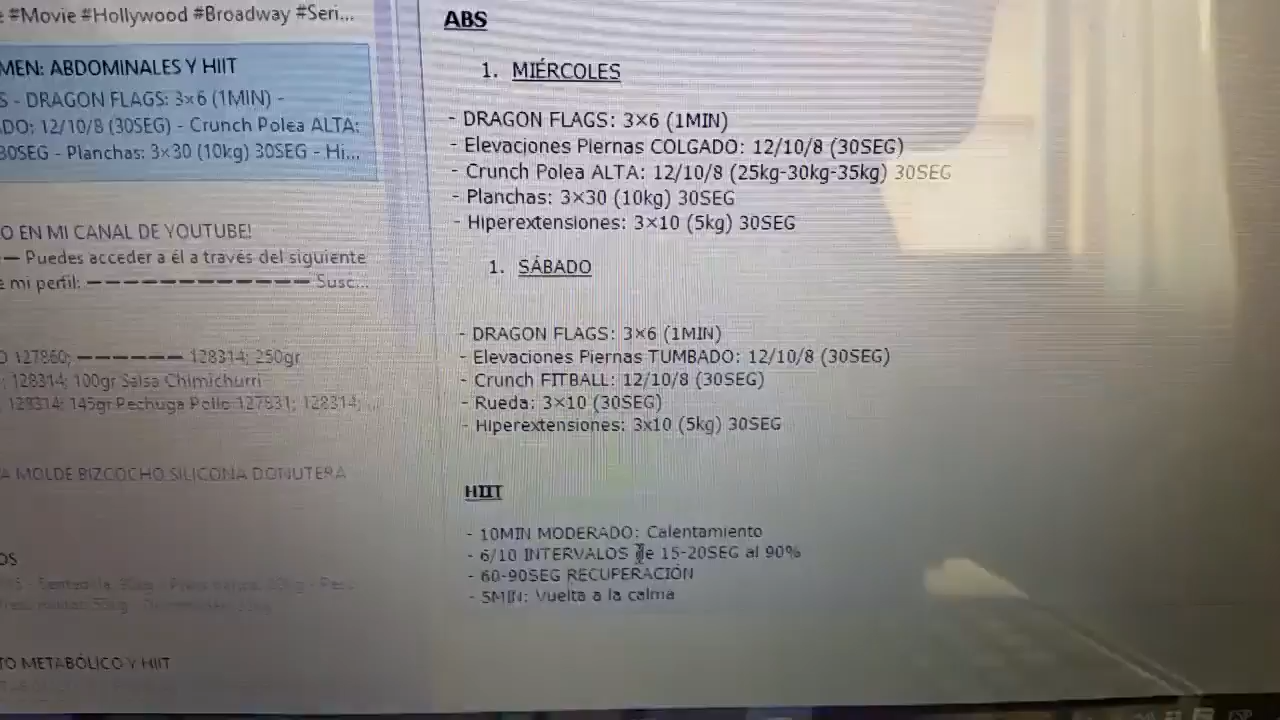 #Movie #Hollywood #Broadway #Seri...
MEN: ABDOMINALES Y HIIT
S - DRAGON FLAGS: 3×6 (1MIN) -
DO: 12/10/8 (30SEG) - Crunch Polea ALTA:
30SEG - Planchas: 3×30 (10kg) 30SEG - Hi...
O EN MI CANAL DE YOUTUBE!
Puedes acceder a él a través del siguiente
e mi perfil: ——————————— Susc...
128314; 250gr
128314; 100gr Salsa Chimichurri
128314; 145gr Pechuga Pollo 127831; 128314; ...
A MOLDE BIZCOCHO SILICONA DONUTERA
OS
TO METABÓLICO Y HIIT
ABS
1. MIÉRCOLES
- DRAGON FLAGS: 3×6 (1MIN)
- Elevaciones Piernas COLGADO: 12/10/8 (30SEG)
- Crunch Polea ALTA: 12/10/8 (25kg-30kg-35kg) 30SEG
- Planchas: 3×30 (10kg) 30SEG
- Hiperextensiones: 3×10 (5kg) 30SEG
1. SÁBADO
- DRAGON FLAGS: 3×6 (1MIN)
- Elevaciones Piernas TUMBADO: 12/10/8 (30SEG)
- Crunch FITBALL: 12/10/8 (30SEG)
- Rueda: 3×10 (30SEG)
- Hiperextensiones: 3x10 (5kg) 30SEG
HIIT
- 10MIN MODERADO: Calentamiento
- 6/10 INTERVALOS de 15-20SEG al 90%
- 60-90SEG RECUPERACIÓN
- 5MIN: Vuelta a la calma